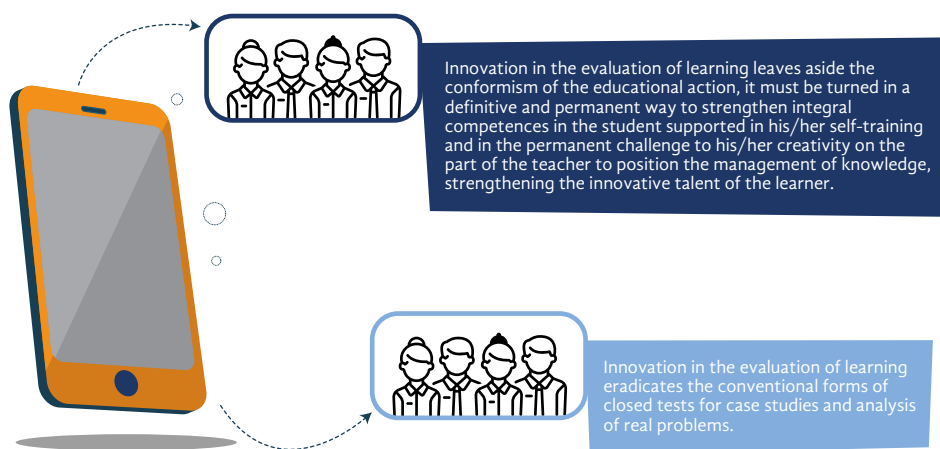 Innovation in the evaluation of learning leaves aside the
conformism of the educational action, it must be turned in a
definitive and permanent way to strengthen integral
competences in the student supported in his/her self-training
and in the permanent challenge to his/her creativity on the
part of the teacher to position the management of knowledge,
strengthening the innovative talent of the learner.
Innovation in the evaluation of learning
eradicates the conventional forms of
closed tests for case studies and analysis
of real problems.